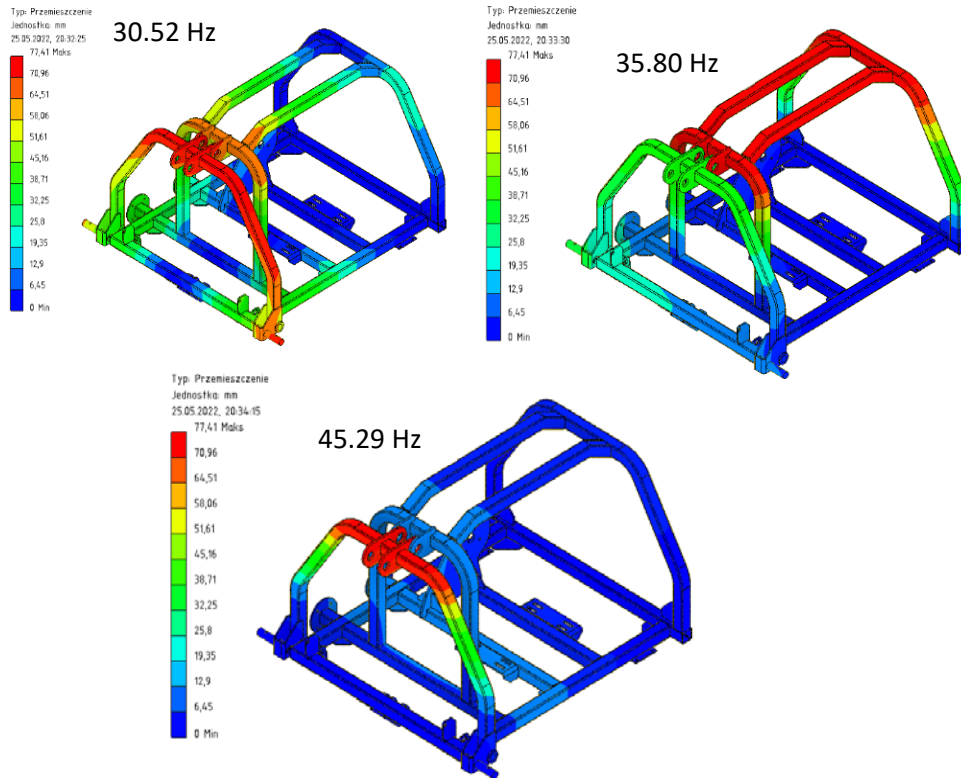 Typ: Przemieszczenie
Jednostka: mm
25.05.2022, 20:32:25
30.52 Hz
77,41 Maks
70,96
64,51
58,06
51,61
45,16
38,71
32,25
25,8
19,35
12,9
6,45
0 Min
Typ: Przemieszczenie
Jednostka: mm
25.05.2022, 20:33:30
35.80 Hz
77,41 Maks
70,96
64,51
58,06
51,61
45,16
38,71
32,25
25,8
19,35
12,9
6,45
0 Min
Typ: Przemieszczenie
Jednostka: mm
25.05.2022, 20:34:15
45.29 Hz
77,41 Maks
70,96
64,51
58,06
51,61
45,16
38,71
32,25
25,8
19,35
12,9
6,45
0 Min